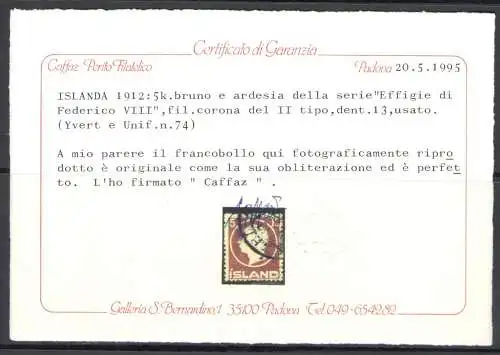 Certificato di Garanzia
Caffaz Perito Filatelico
Padova 20.5.1995
ISLANDA 1912:5k.bruno e ardesia della serie"Effigie di
Federico VIII",fil.corona del II tipo,dent.13,usato.
(Yvert e Unif.n.74)
A mio parere il francobollo qui fotograficamente ripro
dotto è originale come la sua obliterazione ed è perfet
to. L'ho firmato " Caffaz " .
Caffaz
ÍSLAND
Galleria S. Bernardino,1 35100 Padova Tel 049-654282